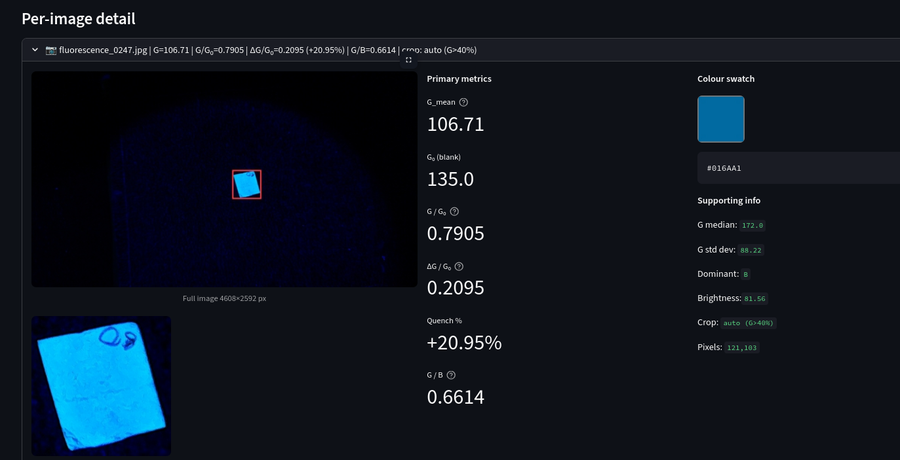 Per-image detail
fluorescence_0247.jpg | G=106.71 | G/G₀=0.7905 | ΔG/G₀=0.2095 (+20.95%) | G/B=0.6614 | crop: auto (G>40%)
Primary metrics
G_mean
106.71
G₀ (blank)
135.0
G / G₀
0.7905
ΔG / G₀
0.2095
Quench %
+20.95%
G / B
0.6614
Colour swatch
#016AA1
Supporting info
G median: 172.0
G std dev: 88.22
Dominant: B
Brightness: 81.56
Crop: auto (G>40%)
Pixels: 121,103
Full image 4608×2592 px